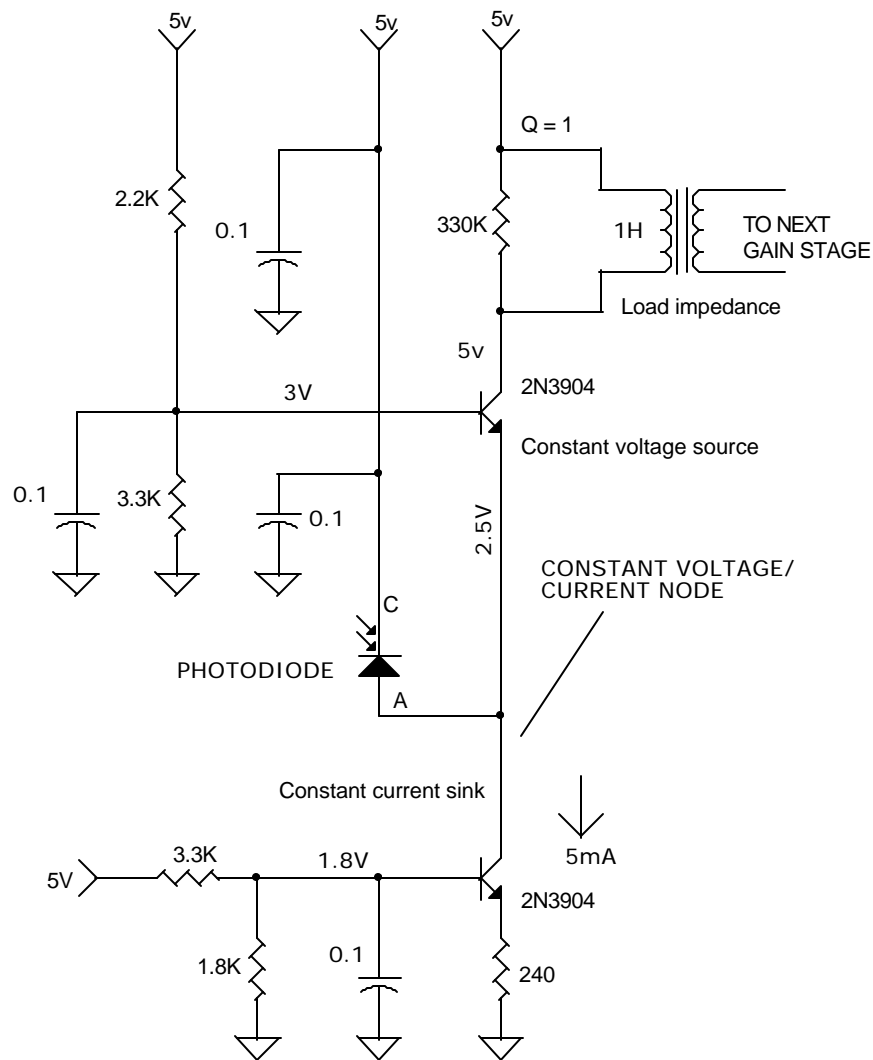 5v
5v
5v
Q = 1
2.2K
0.1
330K
1H
TO NEXT
GAIN STAGE
Load impedance
5v
2N3904
3V
Constant voltage source
0.1
3.3K
0.1
2.5V
CONSTANT VOLTAGE/
CURRENT NODE
C
PHOTODIODE
A
Constant current sink
5mA
5V
3.3K
1.8V
2N3904
1.8K
0.1
240